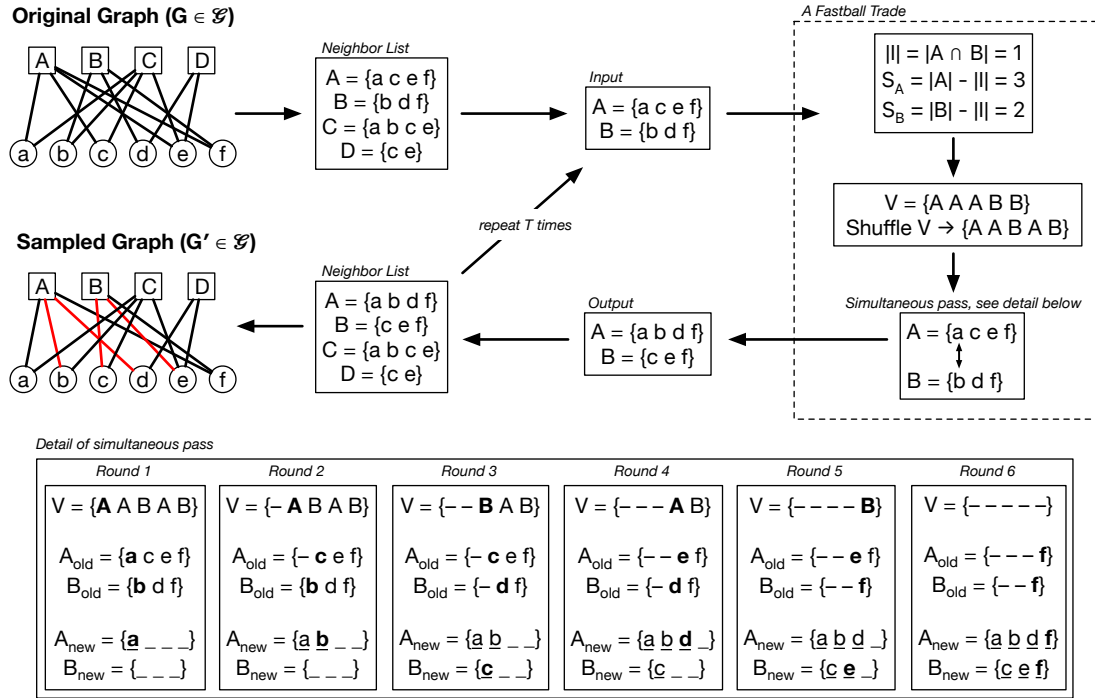 Original Graph (G ∈ 𝒢)
A B C D
a b c d e f
Neighbor List
A = {a c e f}
B = {b d f}
C = {a b c e}
D = {c e}
Input
A = {a c e f}
B = {b d f}
A Fastball Trade
|I| = |A ∩ B| = 1
S_A = |A| - |I| = 3
S_B = |B| - |I| = 2
V = {A A A B B}
Shuffle V → {A A B A B}
Simultaneous pass, see detail below
A = {a c e f}
B = {b d f}
repeat T times
Sampled Graph (G′ ∈ 𝒢)
A B C D
a b c d e f
Neighbor List
A = {a b d f}
B = {c e f}
C = {a b c e}
D = {c e}
Output
A = {a b d f}
B = {c e f}
Detail of simultaneous pass
Round 1
V = {A A B A B}
A_old = {a c e f}
B_old = {b d f}
A_new = {a _ _ _}
B_new = {_ _ _}
Round 2
V = {– A B A B}
A_old = {– c e f}
B_old = {b d f}
A_new = {a b _ _}
B_new = {_ _ _}
Round 3
V = {– – B A B}
A_old = {– c e f}
B_old = {– d f}
A_new = {a b _ _}
B_new = {c _ _}
Round 4
V = {– – – A B}
A_old = {– – e f}
B_old = {– d f}
A_new = {a b d _}
B_new = {c _ _}
Round 5
V = {– – – – B}
A_old = {– – e f}
B_old = {– – f}
A_new = {a b d _}
B_new = {c e _}
Round 6
V = {– – – – –}
A_old = {– – – f}
B_old = {– – f}
A_new = {a b d f}
B_new = {c e f}